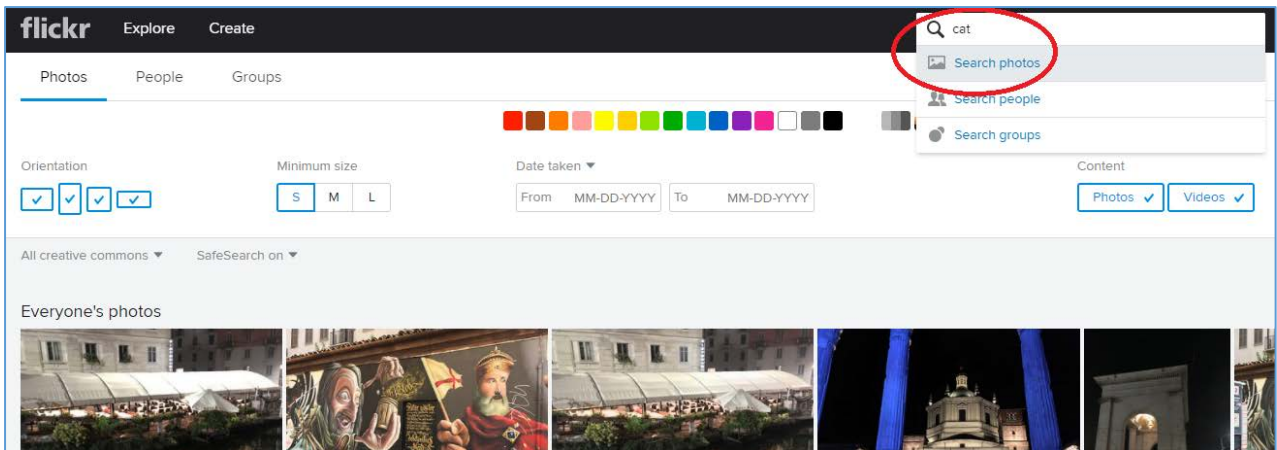 flickr Explore Create cat
Search photos
Search people
Search groups
Photos People Groups
Orientation Minimum size Date taken Content
S M L From MM-DD-YYYY To MM-DD-YYYY Photos Videos
All creative commons SafeSearch on
Everyone's photos